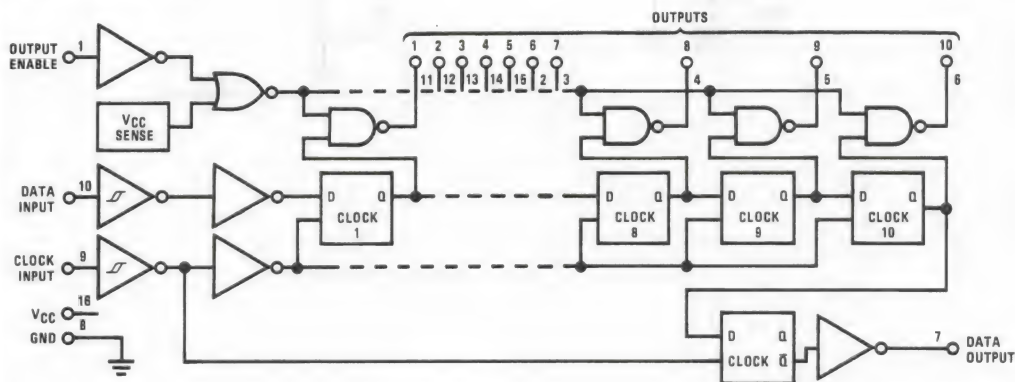 OUTPUTS
1 2 3 4 5 6 7 8 9 10
11 12 13 14 15 2 3 4 5 6
OUTPUT
ENABLE
1
VCC
SENSE
DATA
INPUT
10
D Q
CLOCK
1
D Q
CLOCK
8
D Q
CLOCK
9
D Q
CLOCK
10
CLOCK
INPUT
9
VCC
16
GND
8
D
CLOCK Q̅
7
DATA
OUTPUT